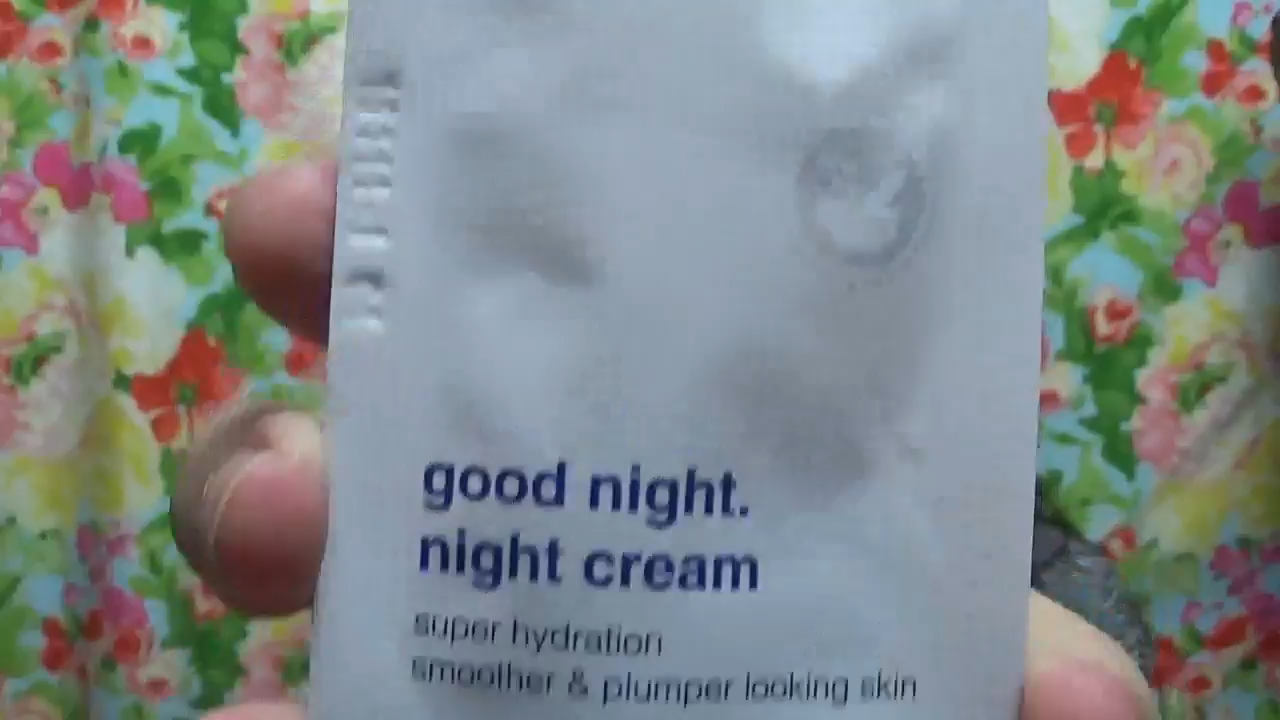 good night.
night cream
super hydration
smoother & plumper looking skin